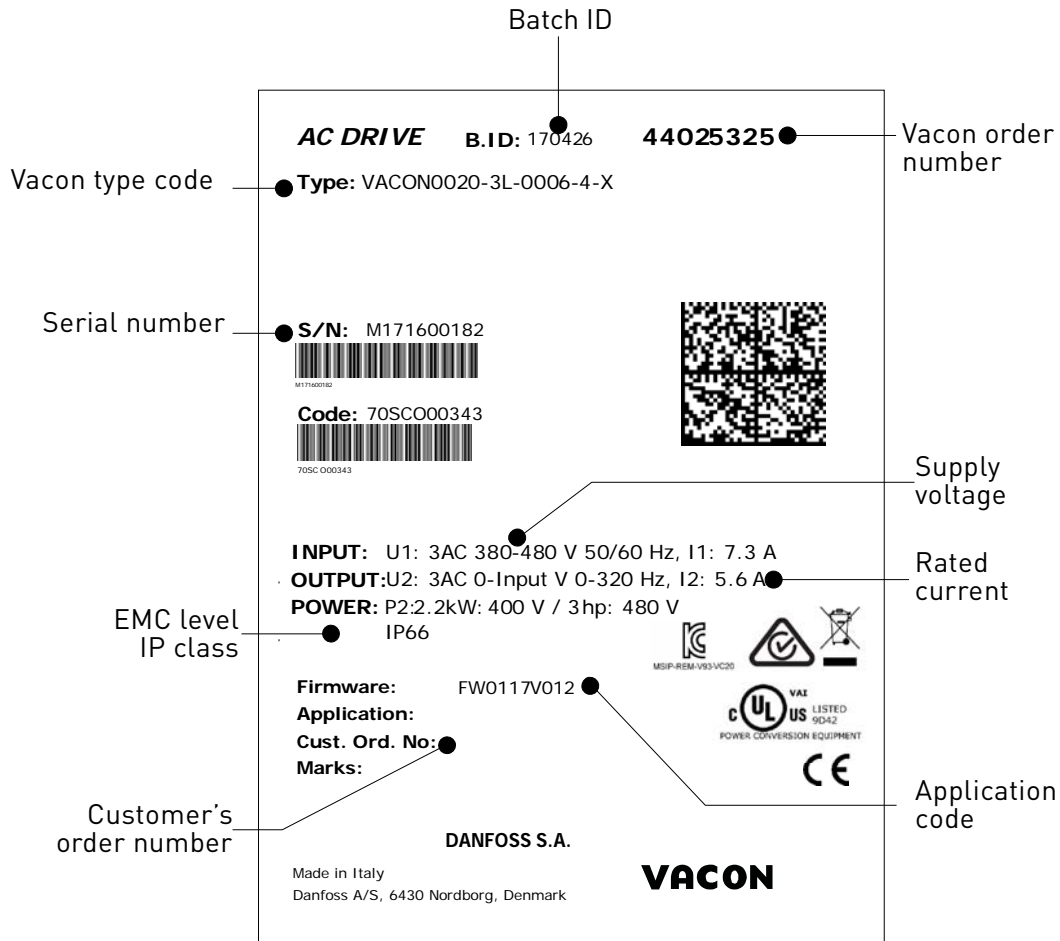 Batch ID
AC DRIVE B.ID: 170426 44025325
Vacon order number
Vacon type code
Type: VACON0020-3L-0006-4-X
Serial number
S/N: M171600182
M171600182
Code: 70SCO00343
70SC O00343
Supply voltage
INPUT: U1: 3AC 380-480 V 50/60 Hz, I1: 7.3 A
OUTPUT:U2: 3AC 0-Input V 0-320 Hz, I2: 5.6 A
Rated current
POWER: P2:2.2kW: 400 V / 3hp: 480 V
EMC level
IP class
IP66
MSIP-REM-V93-VC20
Firmware: FW0117V012
Application:
Cust. Ord. No:
Marks:
C UL US VAI LISTED 9D42
POWER CONVERSION EQUIPMENT
CE
Application code
Customer's order number
DANFOSS S.A.
Made in Italy
Danfoss A/S, 6430 Nordborg, Denmark
VACON